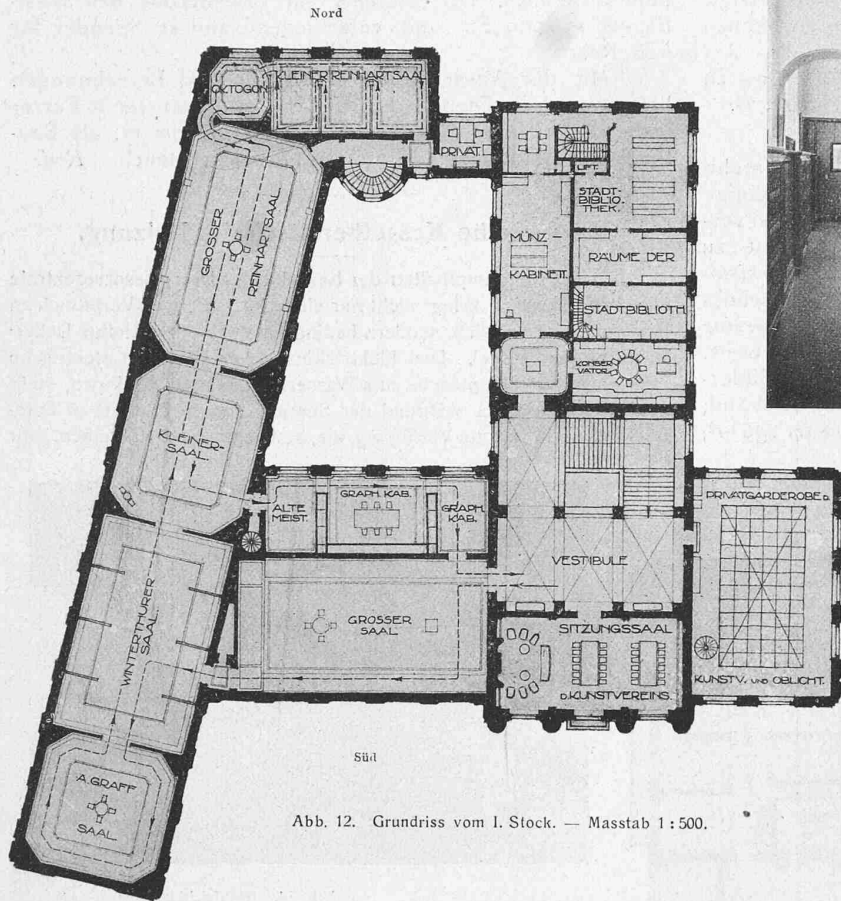 Nord
OKTOGON
KLEINER REINHARTSAAL
PRIVAT.
LIFT.
STADT-
BIBLIO-
THEK.
GROSSER
REINHARTSAAL
MÜNZ-
KABINETT.
RÄUME DER
STADTBIBLIOTH.
KONSER
VATOR.
KLEINER-
SAAL
ALTE
MEIST.
GRAPH. KAB.
GRAPH.
KAB.
PRIVATGARDEROBE D.
VESTIBULE
WINTERTHURER
SAAL.
GROSSER
SAAL
SITZUNGSSAAL
D. KUNSTVEREINS.
KUNSTV. UND OBLICHT.
A. GRAFF
SAAL
Süd
Abb. 12. Grundriss vom I. Stock. — Masstab 1 : 500.